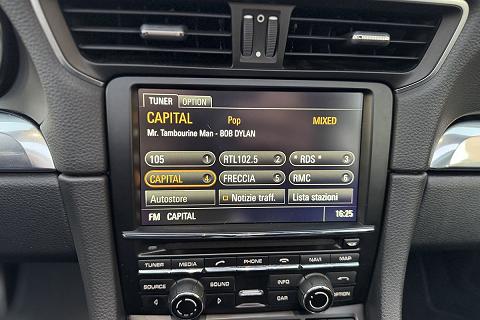 TUNER OPTION
CAPITAL Pop MIXED
Mr. Tambourine Man - BOB DYLAN
105 1 RTL102.5 2 * RDS * 3
CAPITAL 4 FRECCIA 5 RMC 6
Autostore Notizie traff. Lista stazioni
FM CAPITAL 16:25
TUNER MEDIA PHONE NAVI MAP
SOURCE SOUND INFO
CAR OPTION